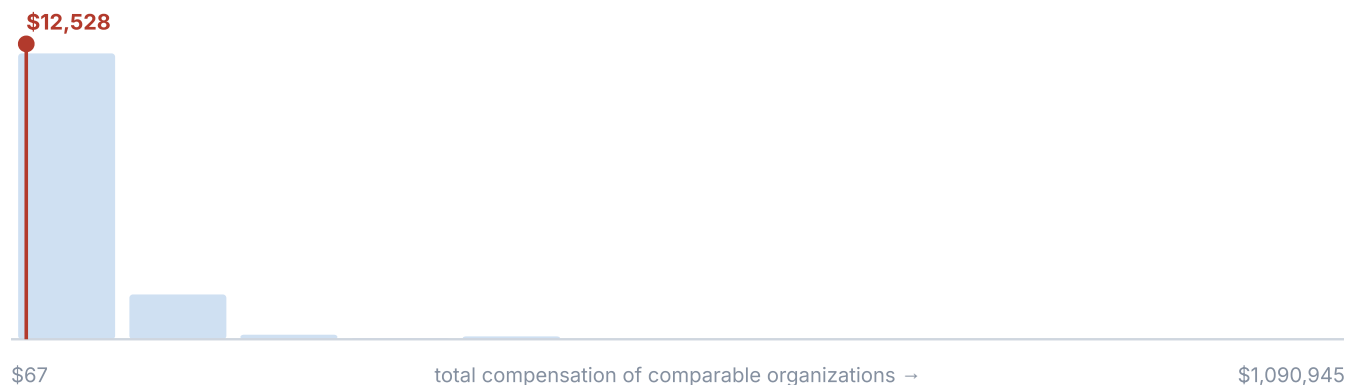 $12,528
$67 total compensation of comparable organizations → $1,090,945